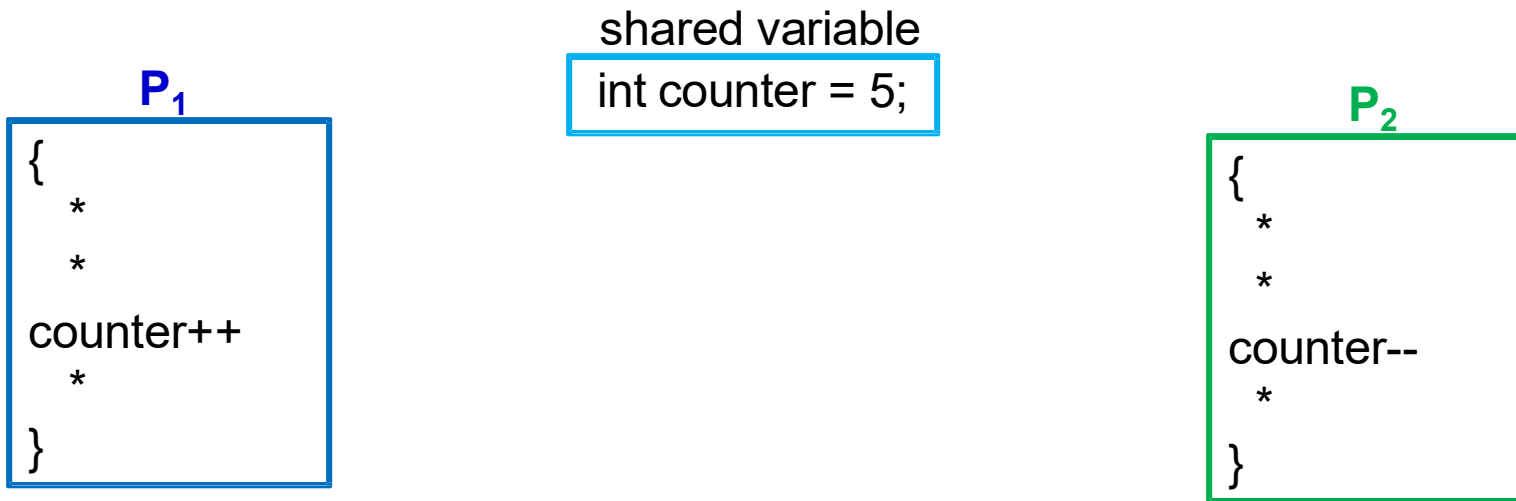 shared variable
int counter = 5;
P₁
{
*
*
counter++
*
}
P₂
{
*
*
counter--
*
}